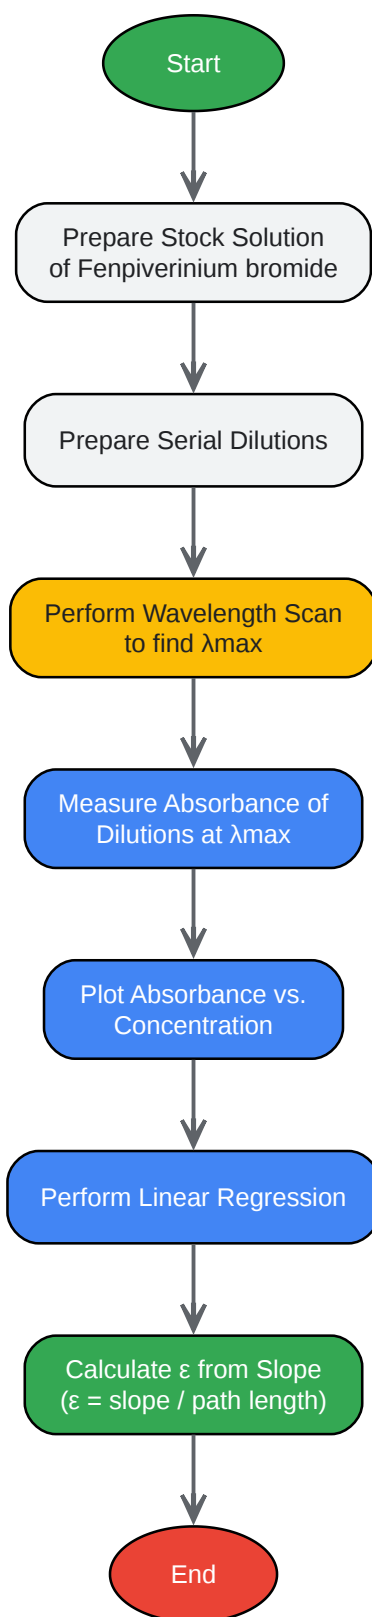 Start
Prepare Stock Solution
of Fenpiverinium bromide
Prepare Serial Dilutions
Perform Wavelength Scan
to find λmax
Measure Absorbance of
Dilutions at λmax
Plot Absorbance vs.
Concentration
Perform Linear Regression
Calculate ε from Slope
(ε = slope / path length)
End